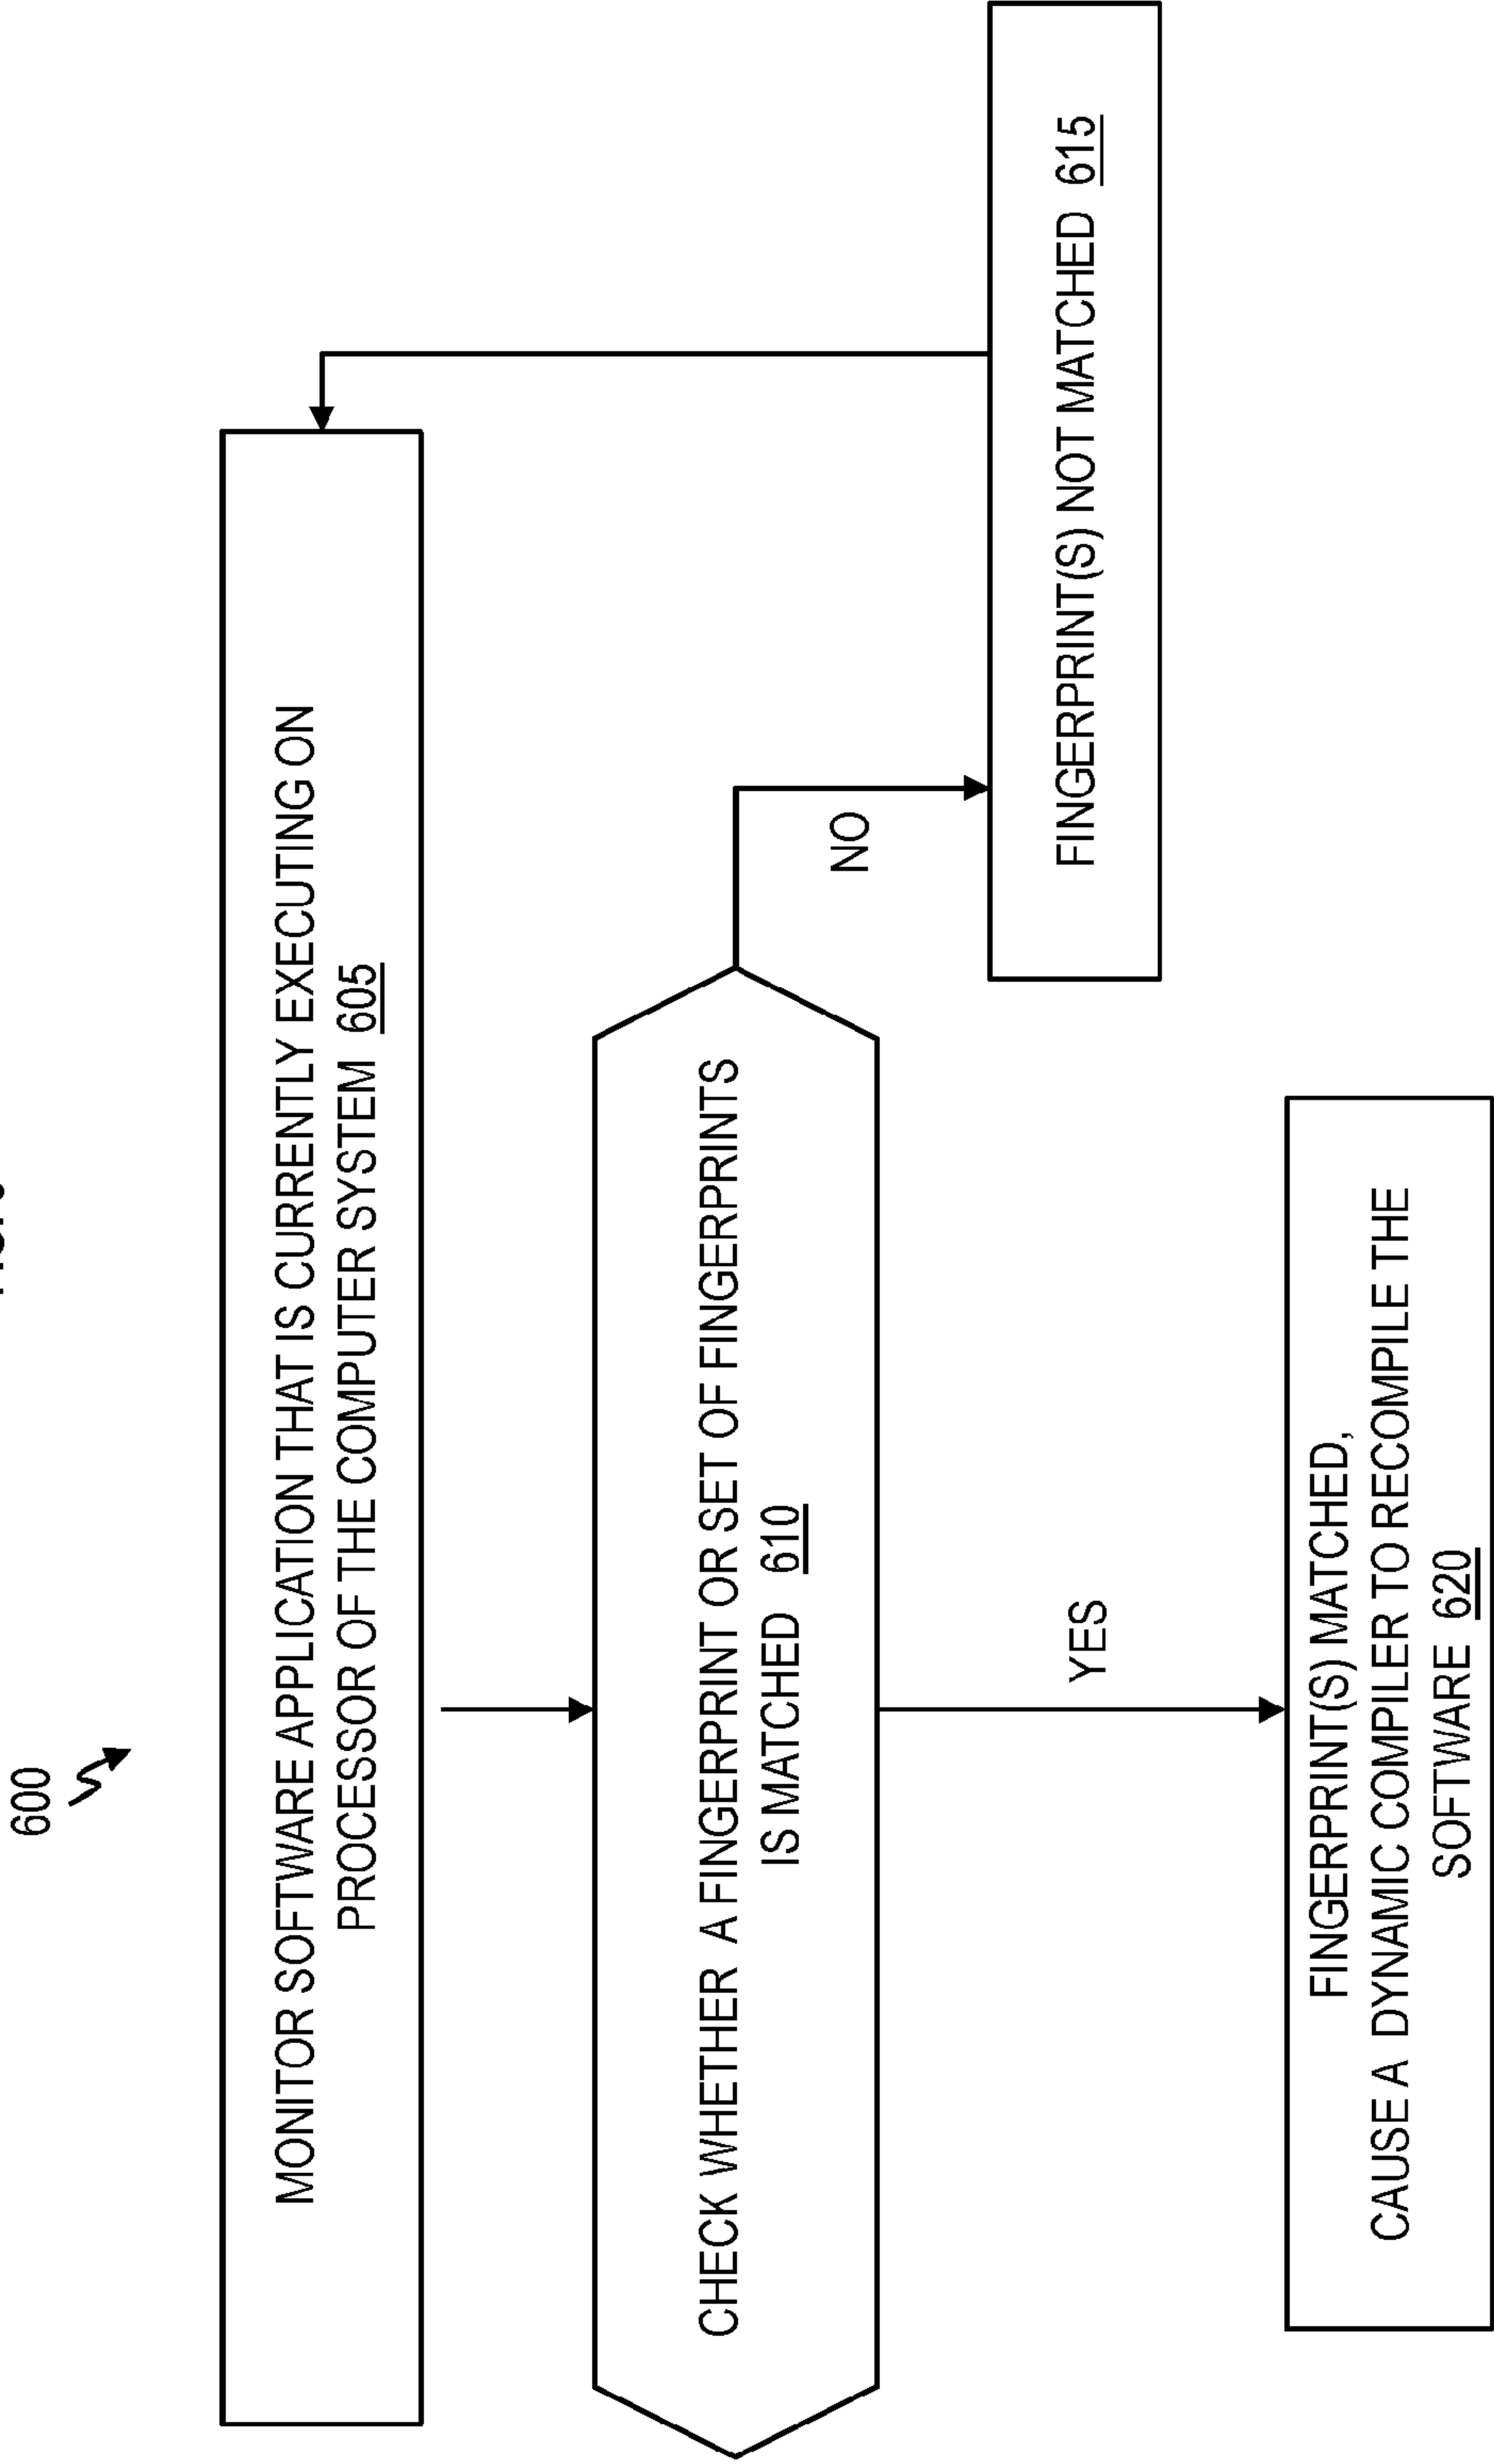 600
MONITOR SOFTWARE APPLICATION THAT IS CURRENTLY EXECUTING ON
PROCESSOR OF THE COMPUTER SYSTEM 605
CHECK WHETHER A FINGERPRINT OR SET OF FINGERPRINTS
IS MATCHED 610
NO
FINGERPRINT(S) NOT MATCHED 615
YES
FINGERPRINT(S) MATCHED,
CAUSE A DYNAMIC COMPILER TO RECOMPILE THE
SOFTWARE 620